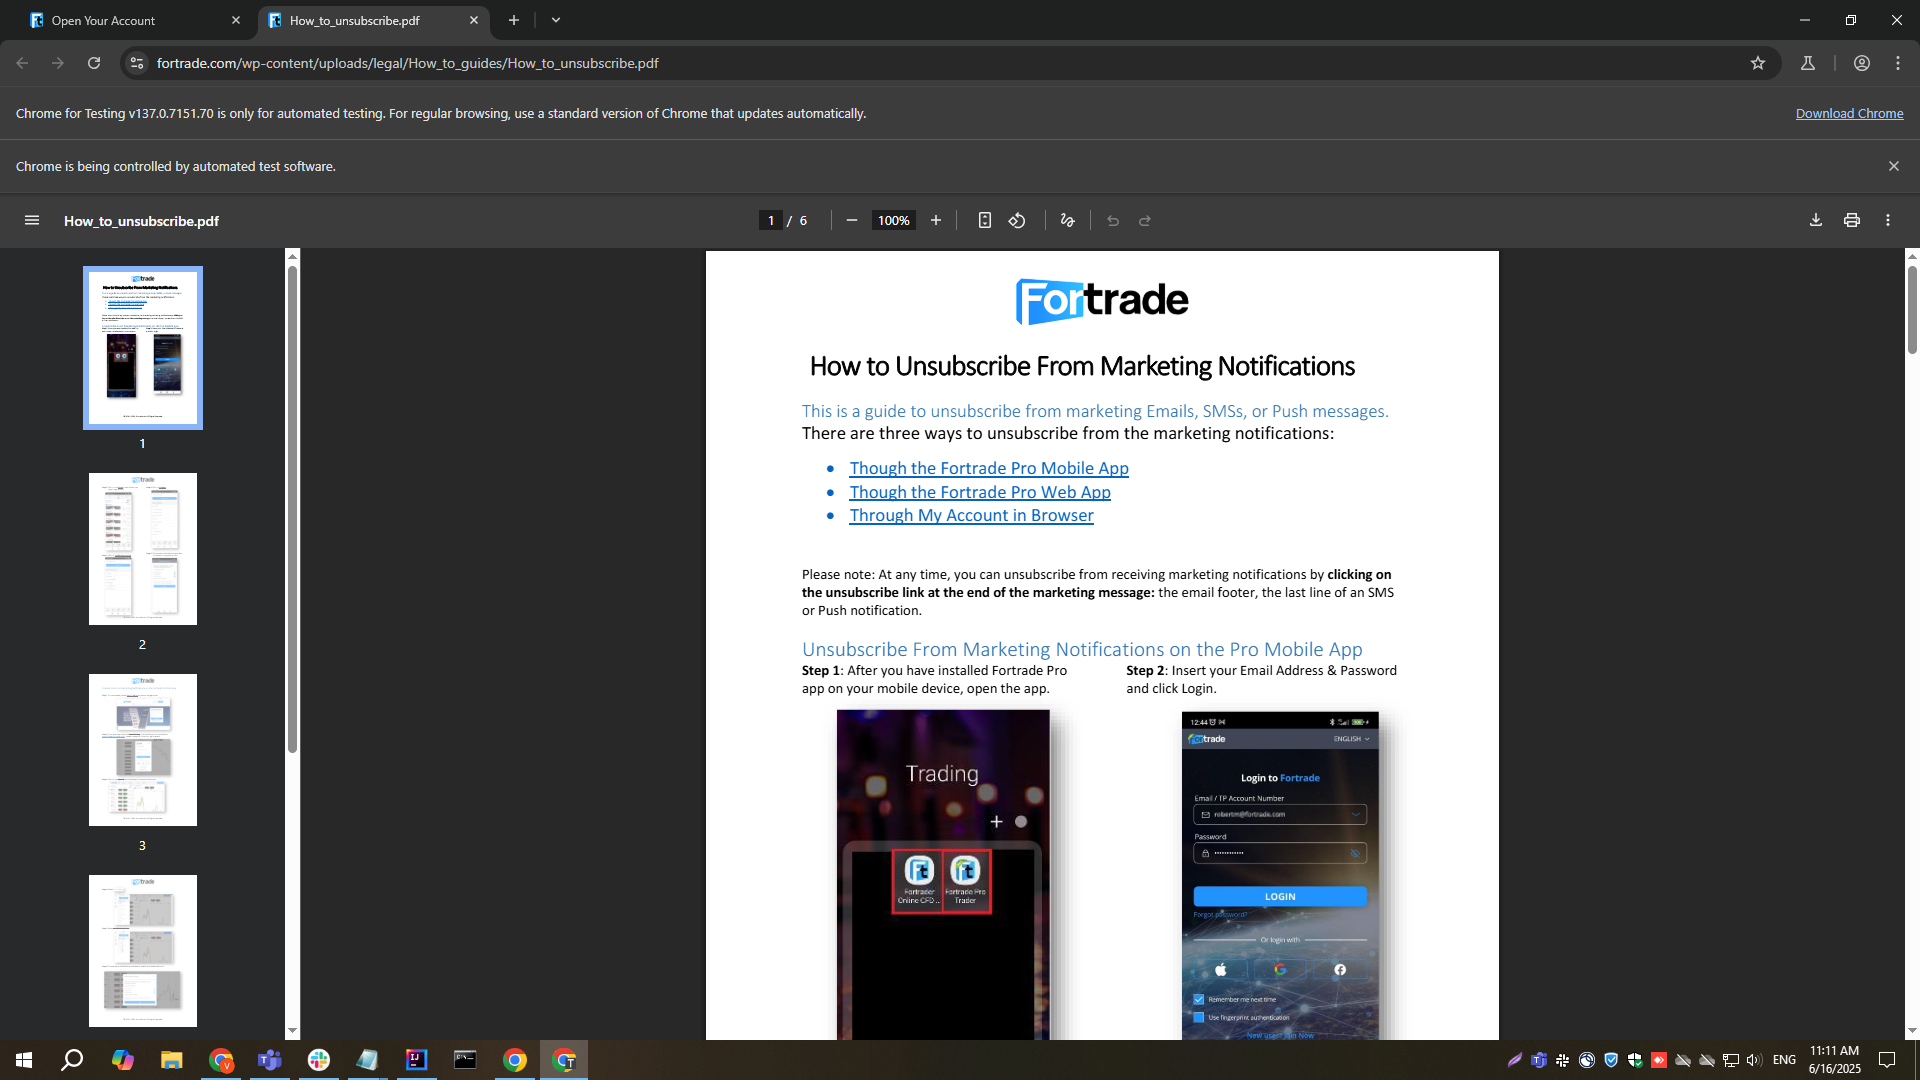 Open Your Account
How_to_unsubscribe.pdf
fortrade.com/wp-content/uploads/legal/How_to_guides/How_to_unsubscribe.pdf
Chrome for Testing v137.0.7151.70 is only for automated testing. For regular browsing, use a standard version of Chrome that updates automatically.
Download Chrome
Chrome is being controlled by automated test software.
How_to_unsubscribe.pdf
1 / 6
100%
1
2
3
Fortrade
How to Unsubscribe From Marketing Notifications
This is a guide to unsubscribe from marketing Emails, SMSs, or Push messages.
There are three ways to unsubscribe from the marketing notifications:
• Though the Fortrade Pro Mobile App
• Though the Fortrade Pro Web App
• Through My Account in Browser
Please note: At any time, you can unsubscribe from receiving marketing notifications by clicking on
the unsubscribe link at the end of the marketing message: the email footer, the last line of an SMS
or Push notification.
Unsubscribe From Marketing Notifications on the Pro Mobile App
Step 1: After you have installed Fortrade Pro
app on your mobile device, open the app.
Step 2: Insert your Email Address & Password
and click Login.
Trading
Fortrader
Online CFD ...
Fortrade Pro
Trader
12:44
Fortrade
ENGLISH
Login to Fortrade
Email / TP Account Number
robertm@fortrade.com
Password
LOGIN
Forgot password?
Or login with
Remember me next time
Use fingerprint authentication
New user? Join Now
ENG
11:11 AM
6/16/2025